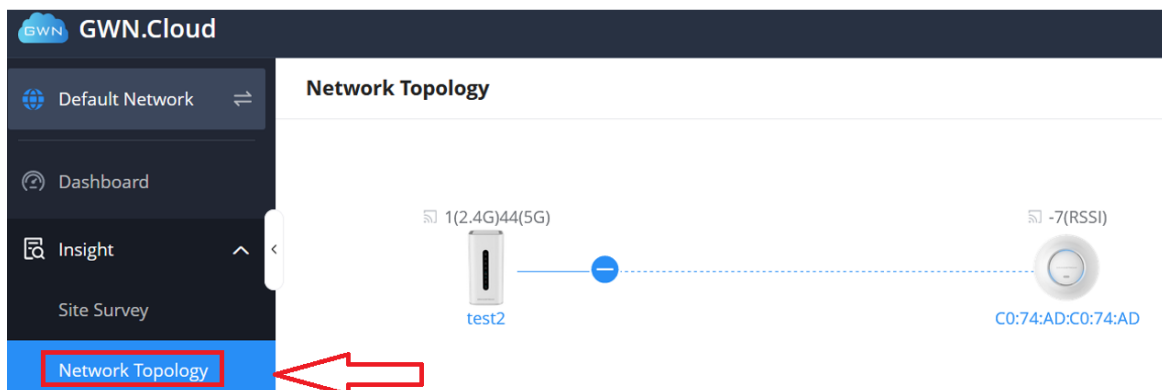 GWN GWN.Cloud
Default Network
Network Topology
Dashboard
1(2.4G)44(5G)
-7(RSSI)
Insight
Site Survey
test2
C0:74:AD:C0:74:AD
Network Topology